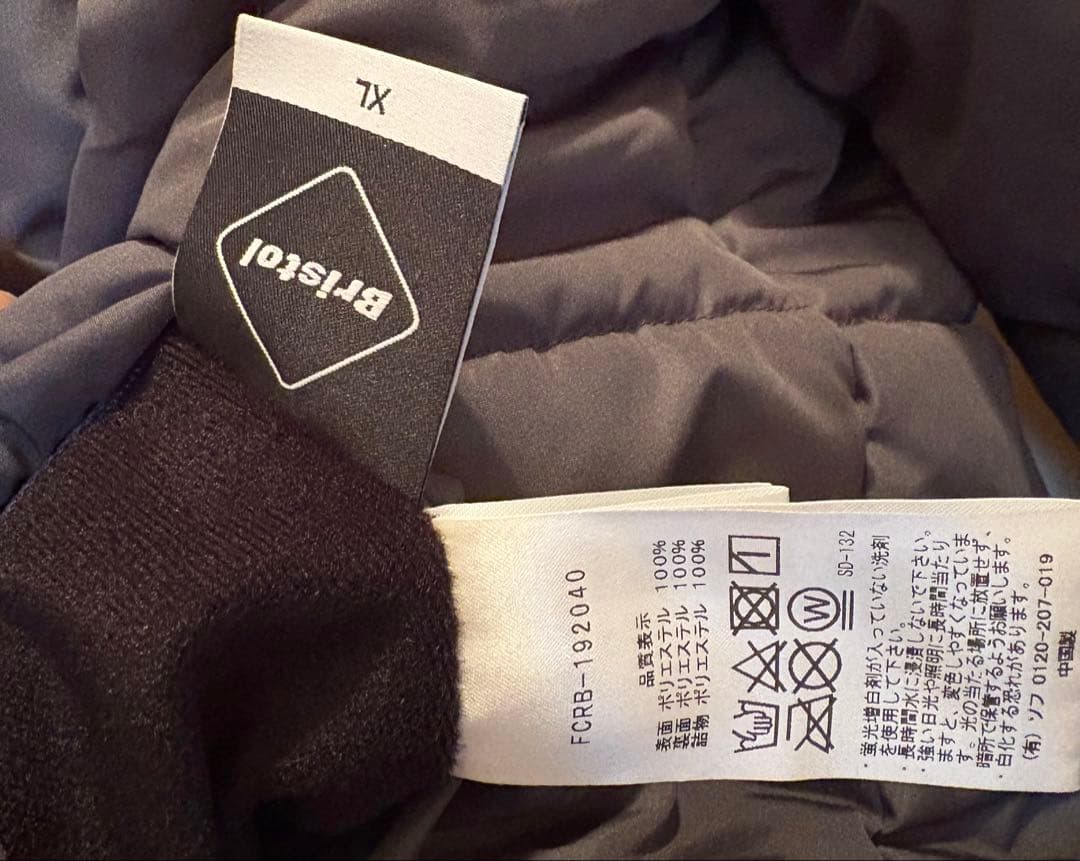 XL
Bristol
FCRB-192040
品質表示
表面 ポリエステル 100%
裏面 ポリエステル 100%
詰物 ポリエステル 100%
W
SD-132
・蛍光増白剤が入っていない洗剤
を使用して下さい。
・長時間水に浸漬しないで下さい。
・強い日光や照明に長時間当たり
ますと、変色しやすくなっていま
す。光の当たる場所に放置せず、
暗所で保管するようお願いします。
・白化する恐れがあります。
(有) ソフ 0120-207-019
中国製